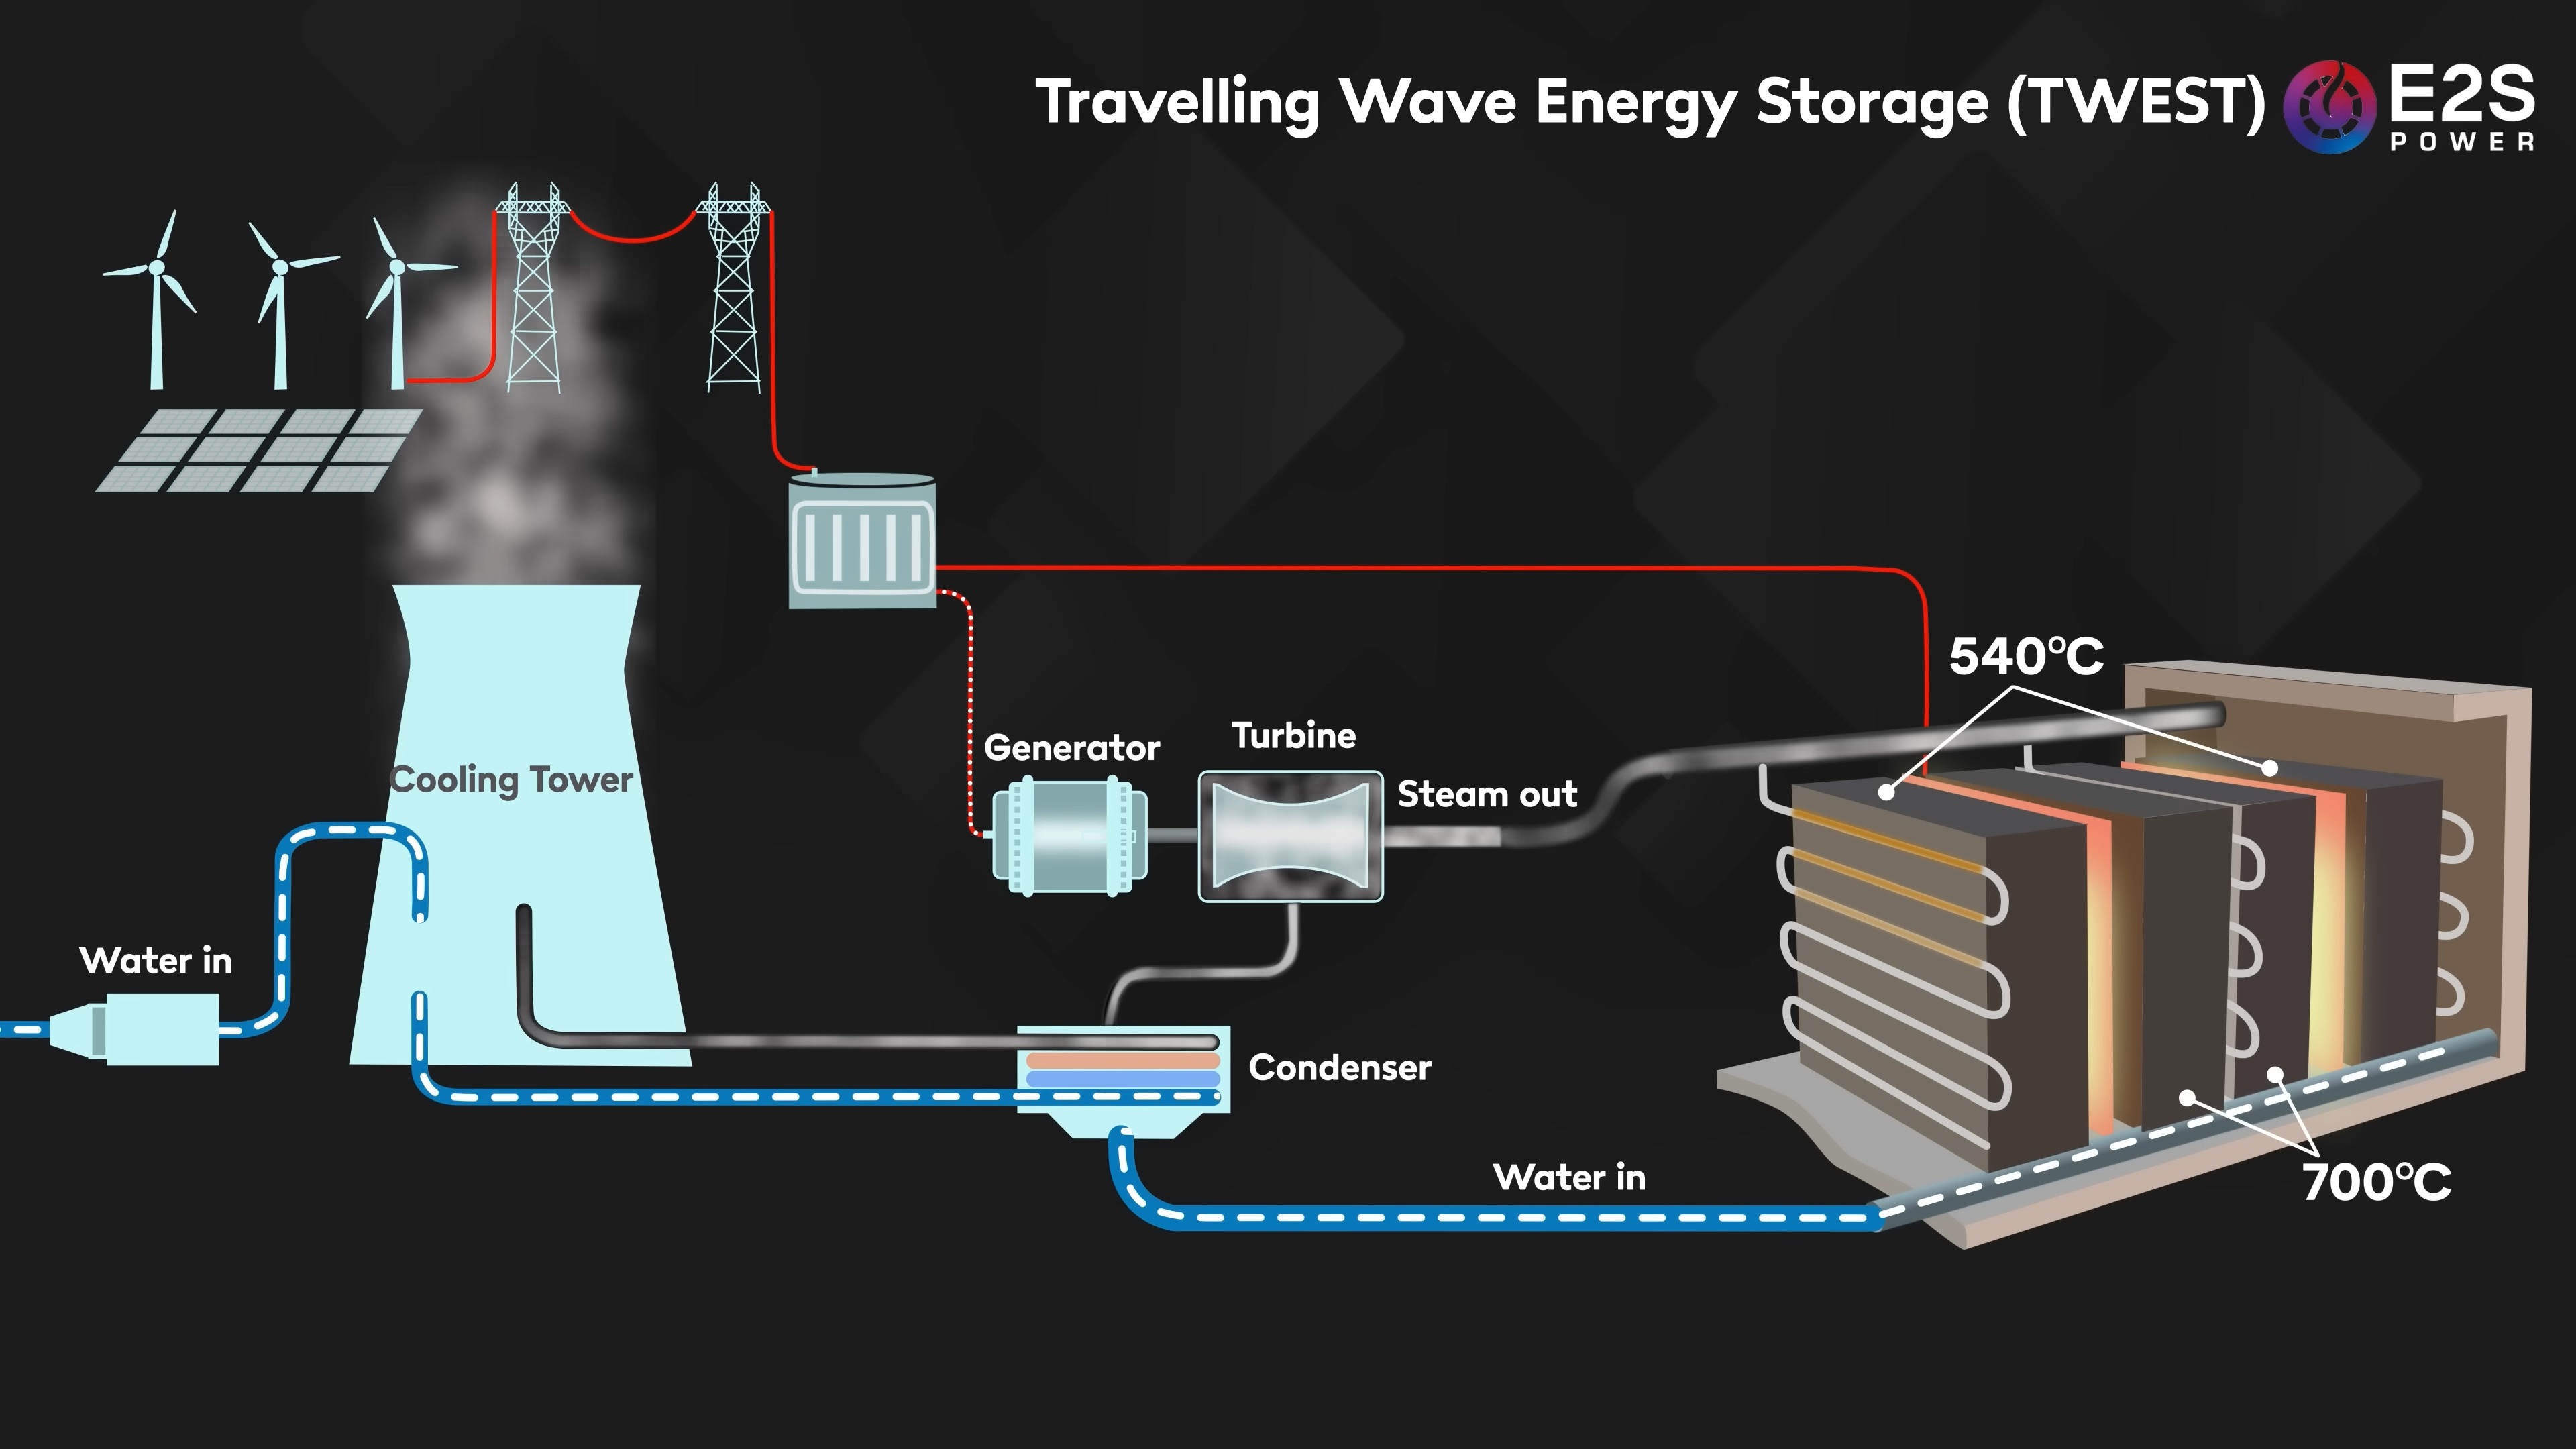 Travelling Wave Energy Storage (TWEST)
E2S
POWER
540°C
Generator
Turbine
Steam out
Cooling Tower
Water in
Condenser
Water in
700°C